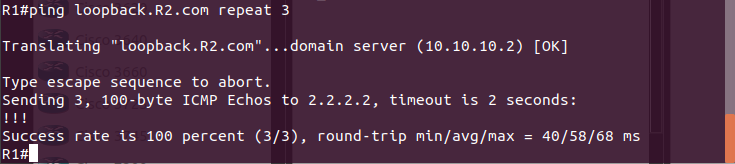 R1#ping loopback.R2.com repeat 3
Translating "loopback.R2.com"...domain server (10.10.10.2) [OK]
Type escape sequence to abort.
Sending 3, 100-byte ICMP Echos to 2.2.2.2, timeout is 2 seconds:
!!!
Success rate is 100 percent (3/3), round-trip min/avg/max = 40/58/68 ms
R1#